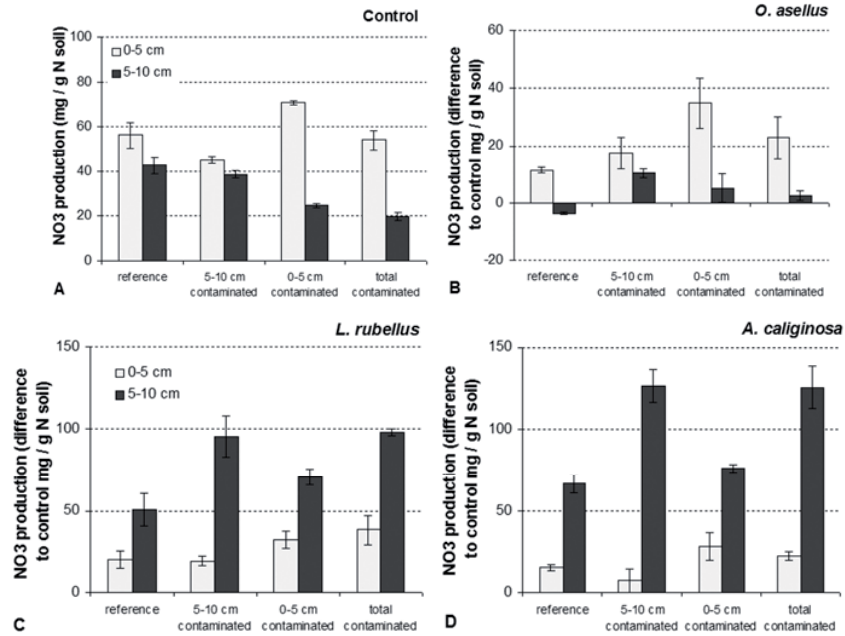 Control
NO3 production (mg / g N soil)
100
80
60
40
20
0
0-5 cm
5-10 cm
reference
5-10 cm
contaminated
0-5 cm
contaminated
total
contaminated
A
O. asellus
NO3 production (difference
to control mg / g N soil)
60
40
20
0
-20
reference
5-10 cm
contaminated
0-5 cm
contaminated
total
contaminated
B
L. rubellus
NO3 production (difference
to control mg / g N soil)
150
100
50
0
0-5 cm
5-10 cm
reference
5-10 cm
contaminated
0-5 cm
contaminated
total
contaminated
C
A. caliginosa
NO3 production (difference
to control mg / g N soil)
150
100
50
0
reference
5-10 cm
contaminated
0-5 cm
contaminated
total
contaminated
D